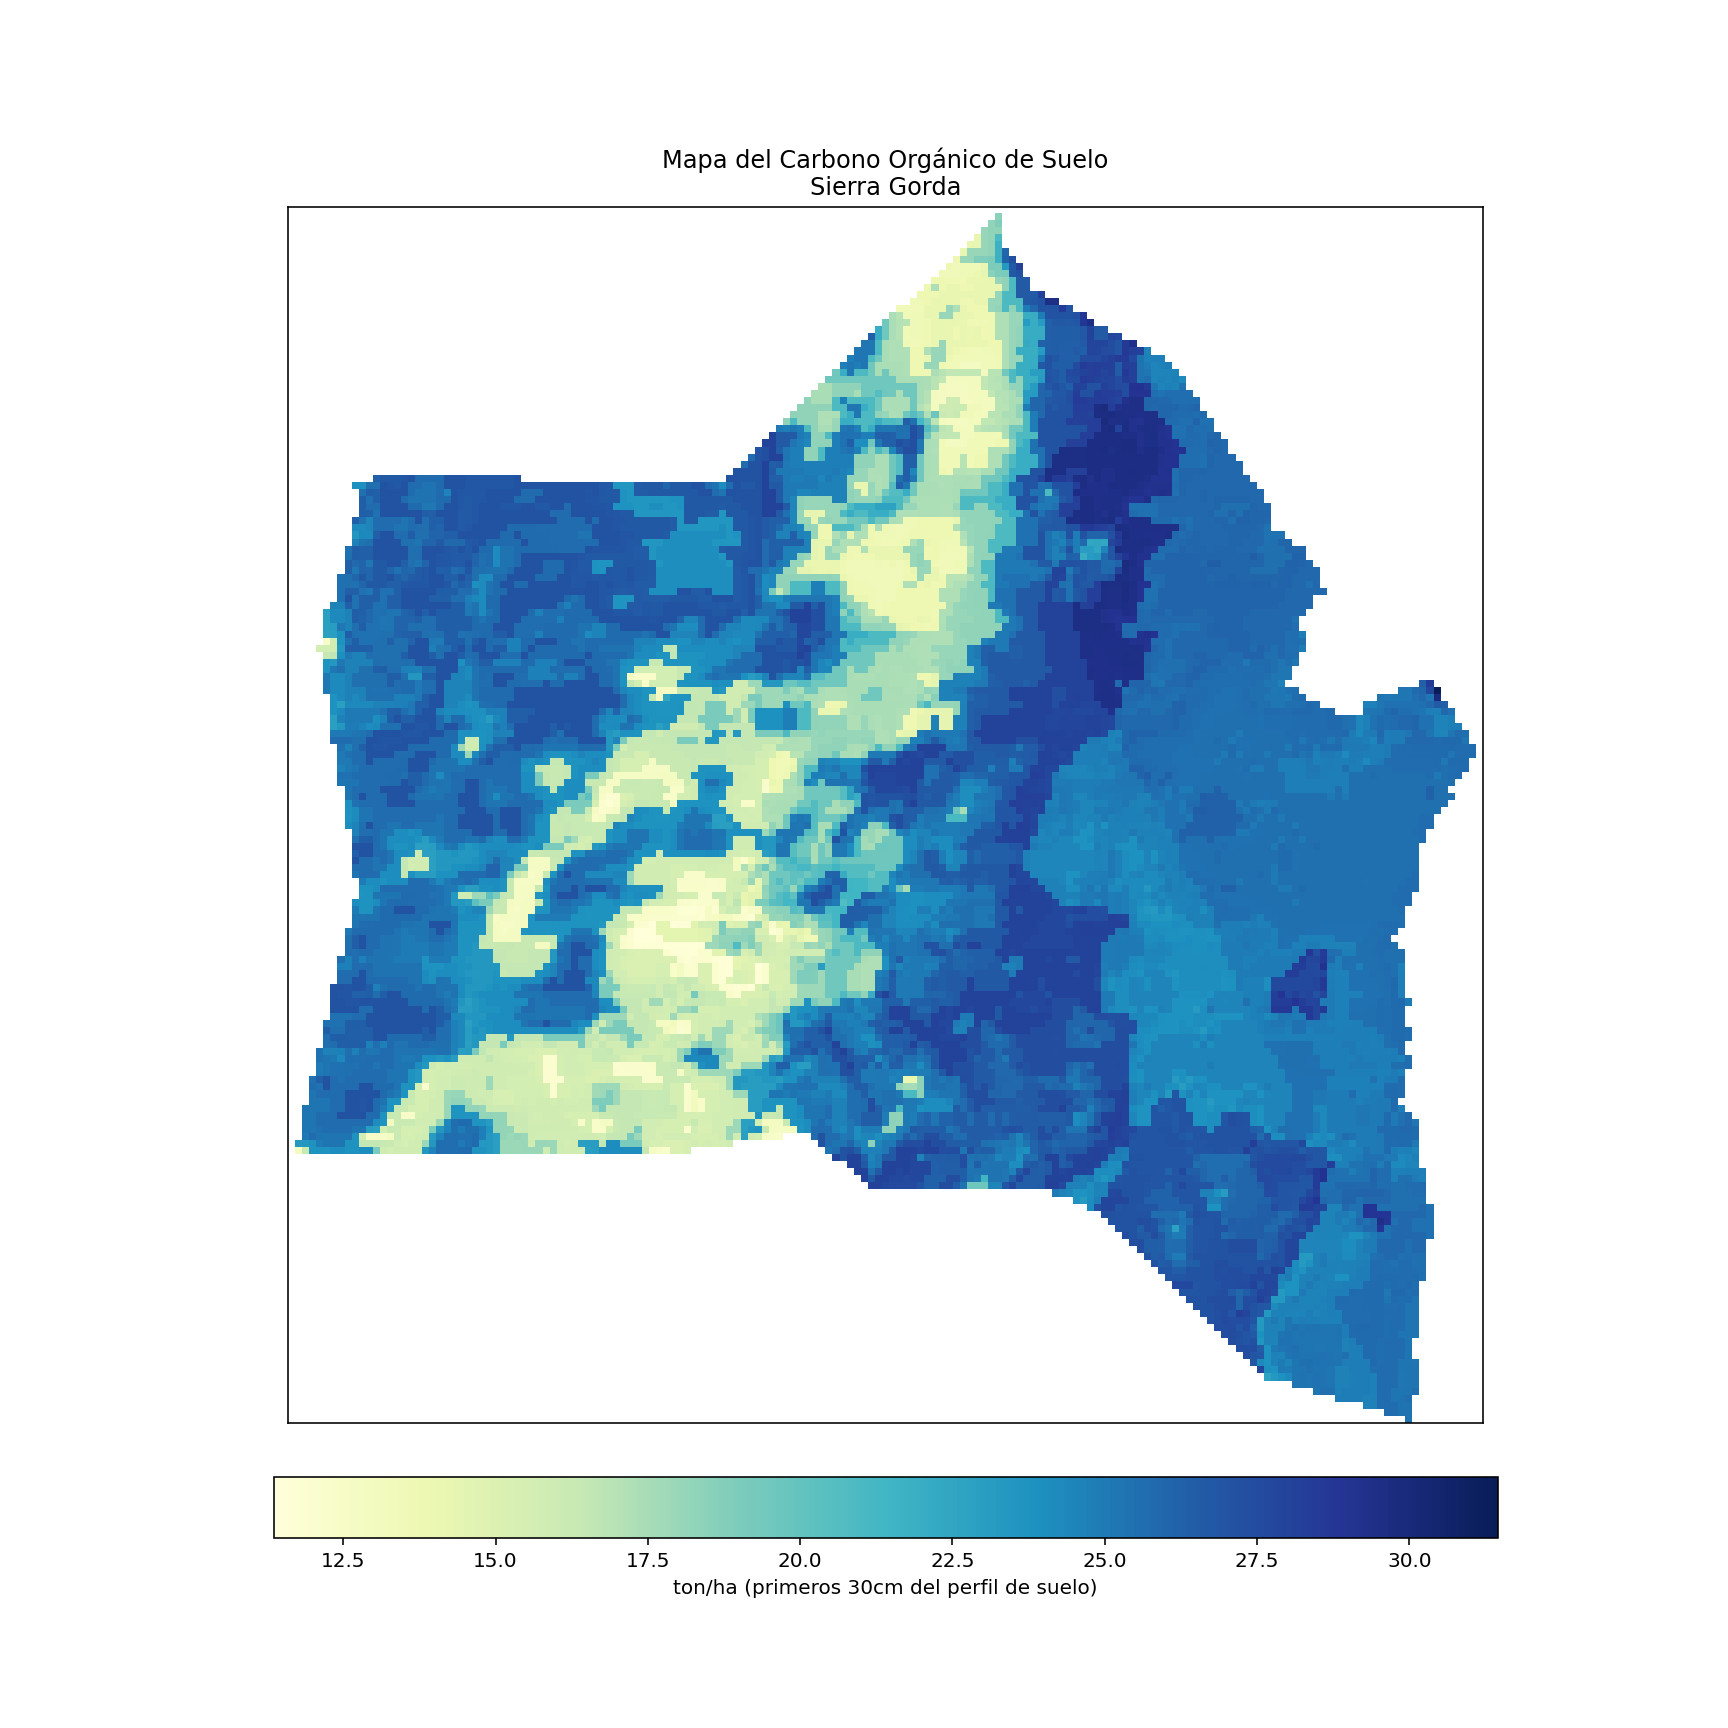 Mapa del Carbono Orgánico de Suelo
Sierra Gorda
12.5 15.0 17.5 20.0 22.5 25.0 27.5 30.0
ton/ha (primeros 30cm del perfil de suelo)